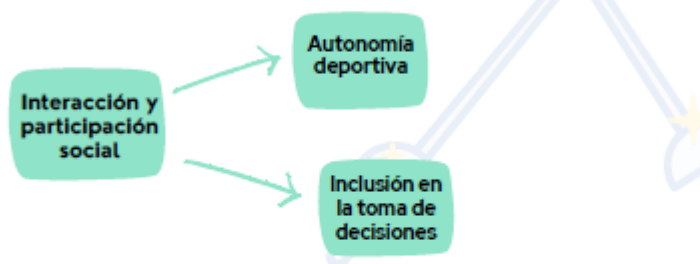 Autonomía
deportiva
Interacción y
participación
social
Inclusión en
la toma de
decisiones